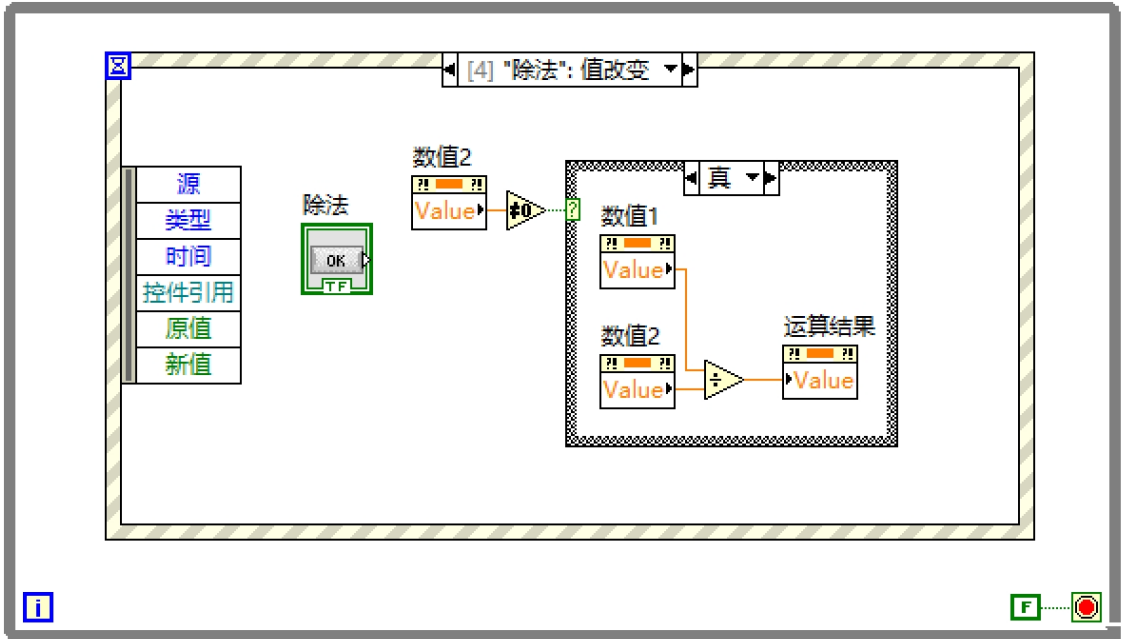 [4] "除法": 值改变
源
类型
时间
控件引用
原值
新值
除法
OK
TF
数值2
?! ?!
Value
≠0
?
真
数值1
?! ?!
Value
数值2
?! ?!
Value
÷
运算结果
?! ?!
Value
i
F